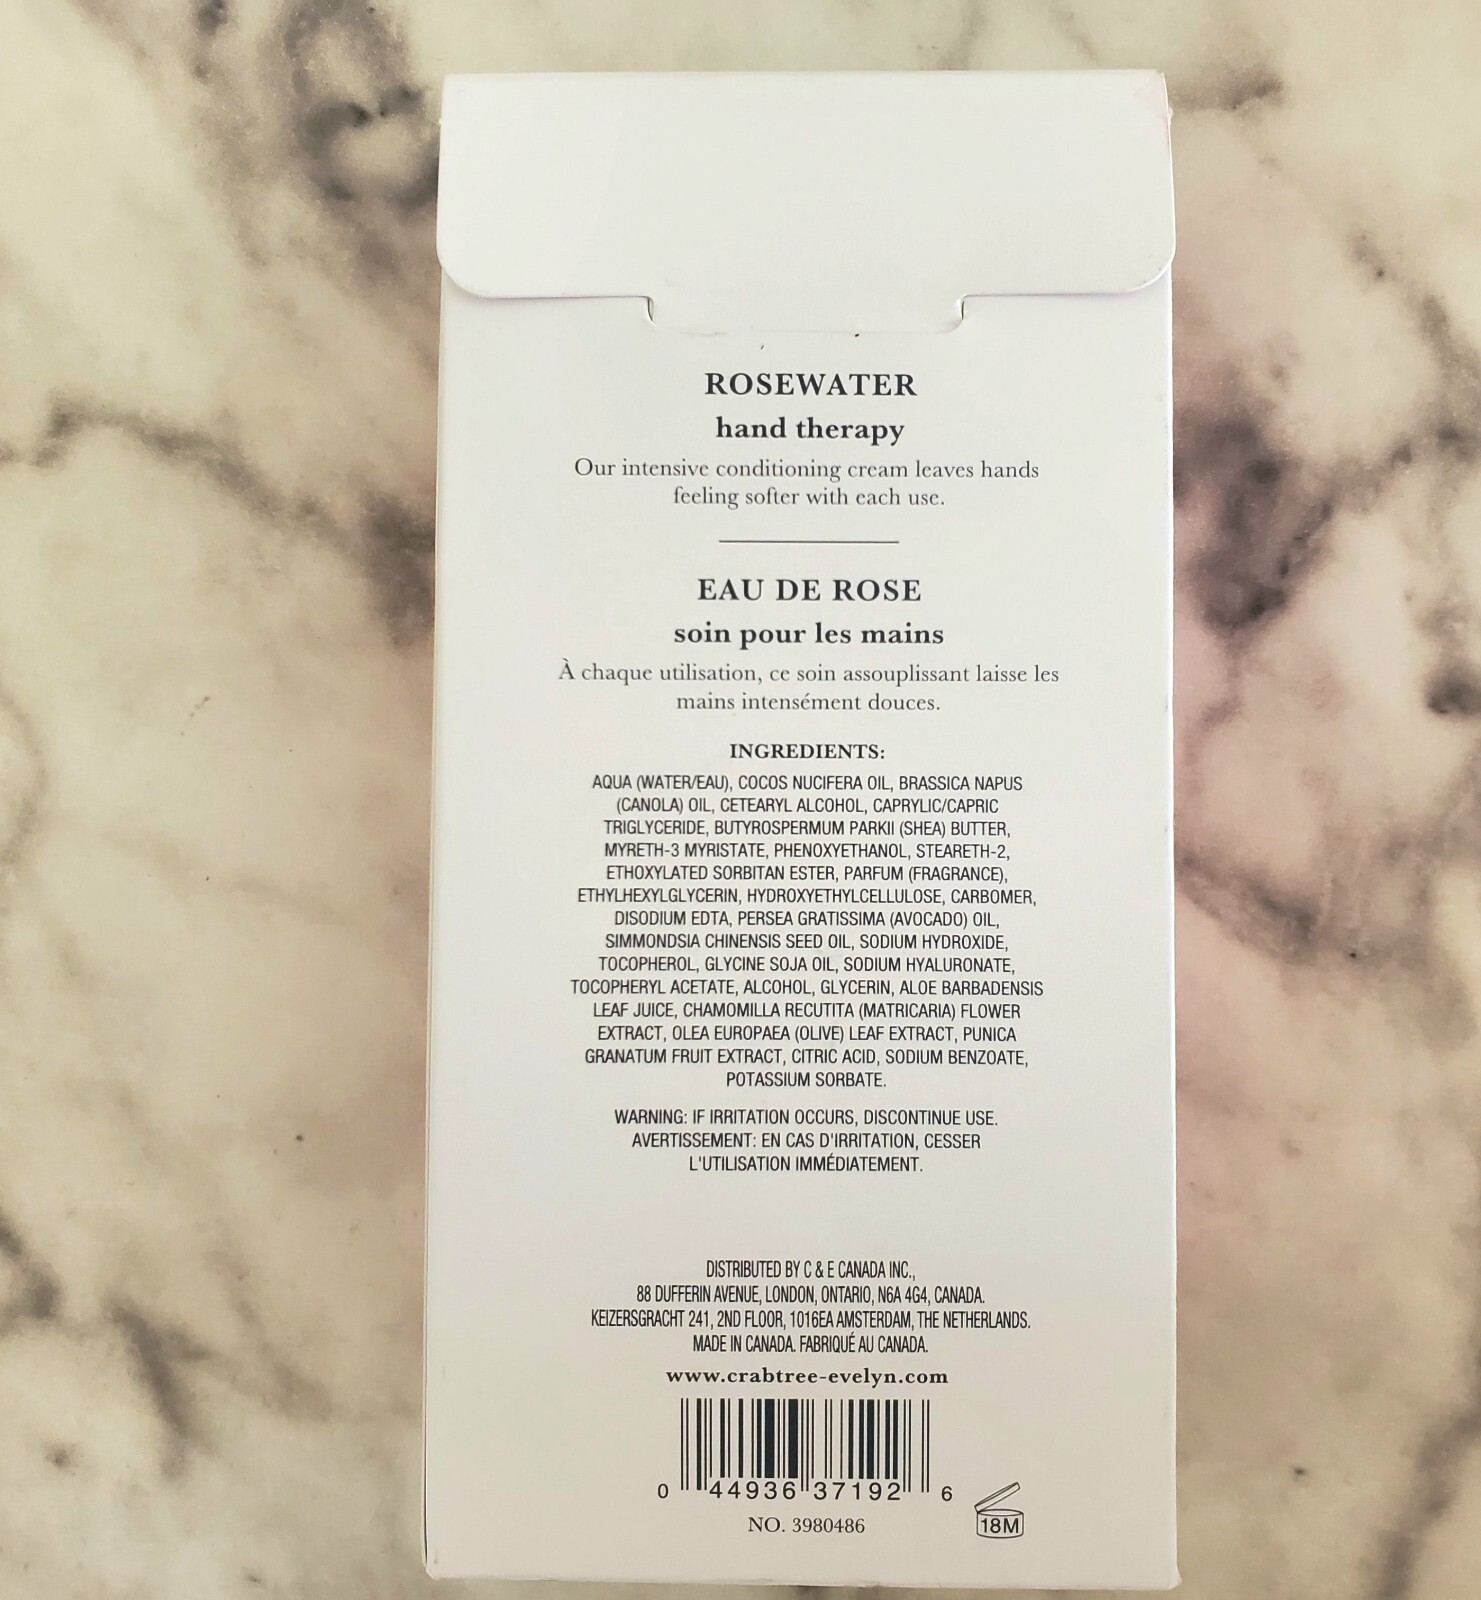 ROSEWATER
hand therapy
Our intensive conditioning cream leaves hands
feeling softer with each use.
EAU DE ROSE
soin pour les mains
À chaque utilisation, ce soin assouplissant laisse les
mains intensément douces.
INGREDIENTS:
AQUA (WATER/EAU), COCOS NUCIFERA OIL, BRASSICA NAPUS
(CANOLA) OIL, CETEARYL ALCOHOL, CAPRYLIC/CAPRIC
TRIGLYCERIDE, BUTYROSPERMUM PARKII (SHEA) BUTTER,
MYRETH-3 MYRISTATE, PHENOXYETHANOL, STEARETH-2,
ETHOXYLATED SORBITAN ESTER, PARFUM (FRAGRANCE),
ETHYLHEXYLGLYCERIN, HYDROXYETHYLCELLULOSE, CARBOMER,
DISODIUM EDTA, PERSEA GRATISSIMA (AVOCADO) OIL,
SIMMONDSIA CHINENSIS SEED OIL, SODIUM HYDROXIDE,
TOCOPHEROL, GLYCINE SOJA OIL, SODIUM HYALURONATE,
TOCOPHERYL ACETATE, ALCOHOL, GLYCERIN, ALOE BARBADENSIS
LEAF JUICE, CHAMOMILLA RECUTITA (MATRICARIA) FLOWER
EXTRACT, OLEA EUROPAEA (OLIVE) LEAF EXTRACT, PUNICA
GRANATUM FRUIT EXTRACT, CITRIC ACID, SODIUM BENZOATE,
POTASSIUM SORBATE.
WARNING: IF IRRITATION OCCURS, DISCONTINUE USE.
AVERTISSEMENT: EN CAS D'IRRITATION, CESSER
L'UTILISATION IMMÉDIATEMENT.
DISTRIBUTED BY C & E CANADA INC.,
88 DUFFERIN AVENUE, LONDON, ONTARIO, N6A 4G4, CANADA.
KEIZERSGRACHT 241, 2ND FLOOR, 1016EA AMSTERDAM, THE NETHERLANDS.
MADE IN CANADA. FABRIQUÉ AU CANADA.
www.crabtree-evelyn.com
0 44936 37192 6
NO. 3980486
18M